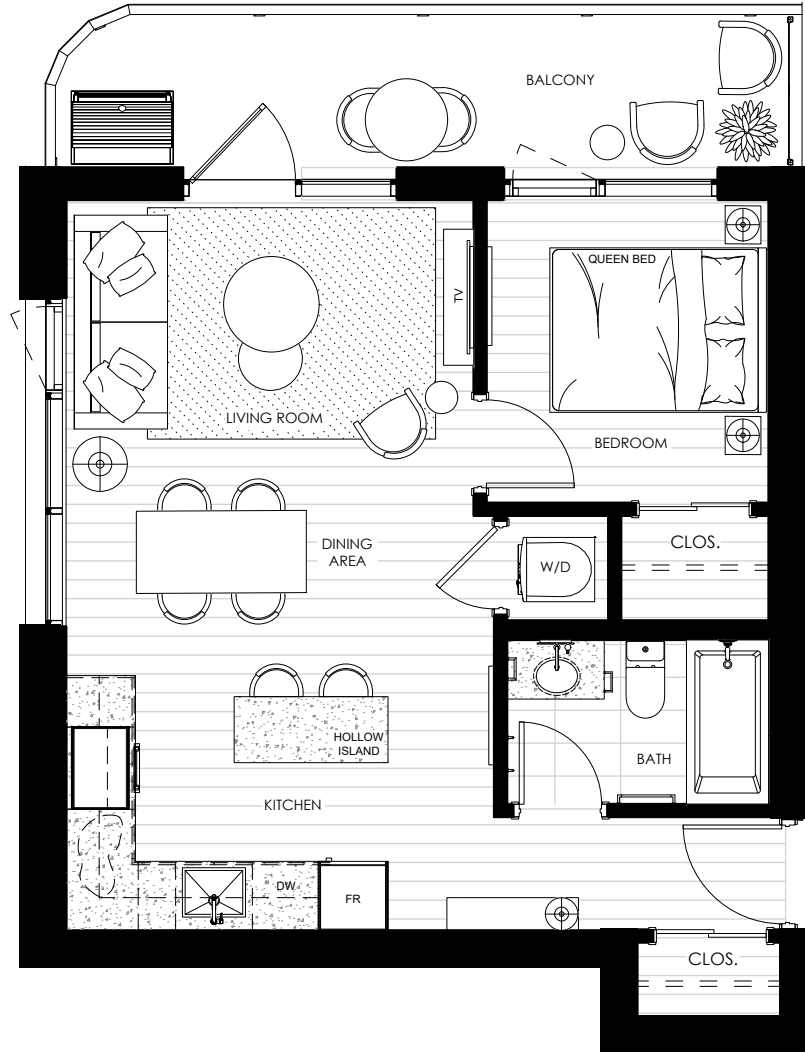 BALCONY
QUEEN BED
TV
LIVING ROOM
BEDROOM
DINING
AREA
W/D
CLOS.
HOLLOW
ISLAND
BATH
KITCHEN
DW
FR
CLOS.